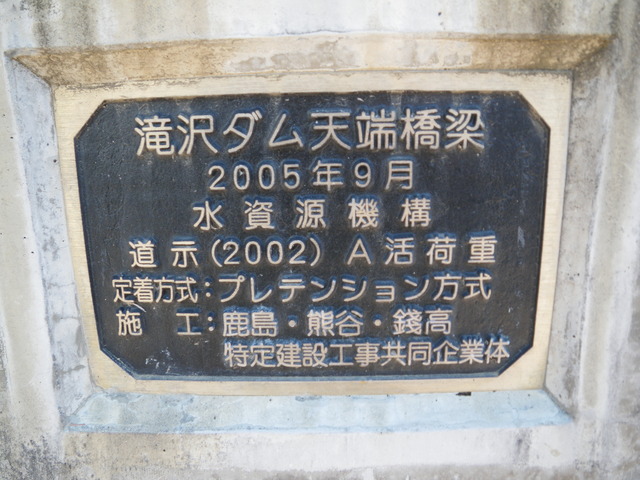 滝沢ダム天端橋梁
2005年9月
水資源機構
道示(2002) A活荷重
定着方式:プレテンション方式
施 工:鹿島・熊谷・錢高
特定建設工事共同企業体